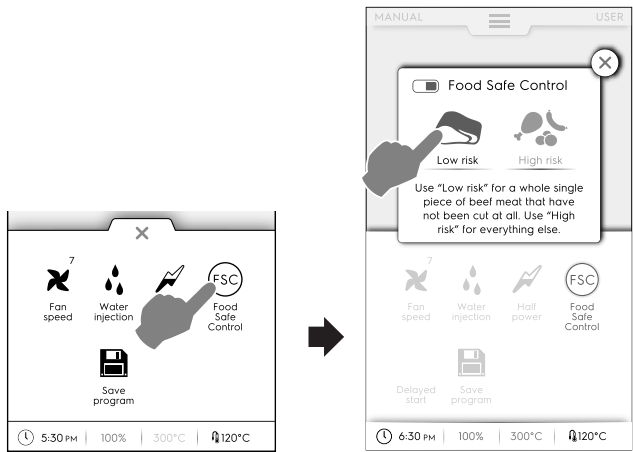 7
Fan
speed
Water
injection
FSC
Food
Safe
Control
Save
program
5:30 PM
100%
300°C
120°C
MANUAL
USER
Food Safe Control
Low risk
High risk
Use "Low risk" for a whole single
piece of beef meat that have
not been cut at all. Use "High
risk" for everything else.
7
Fan
speed
Water
injection
Half
power
FSC
Food
Safe
Control
Delayed
start
Save
program
6:30 PM
100%
300°C
120°C